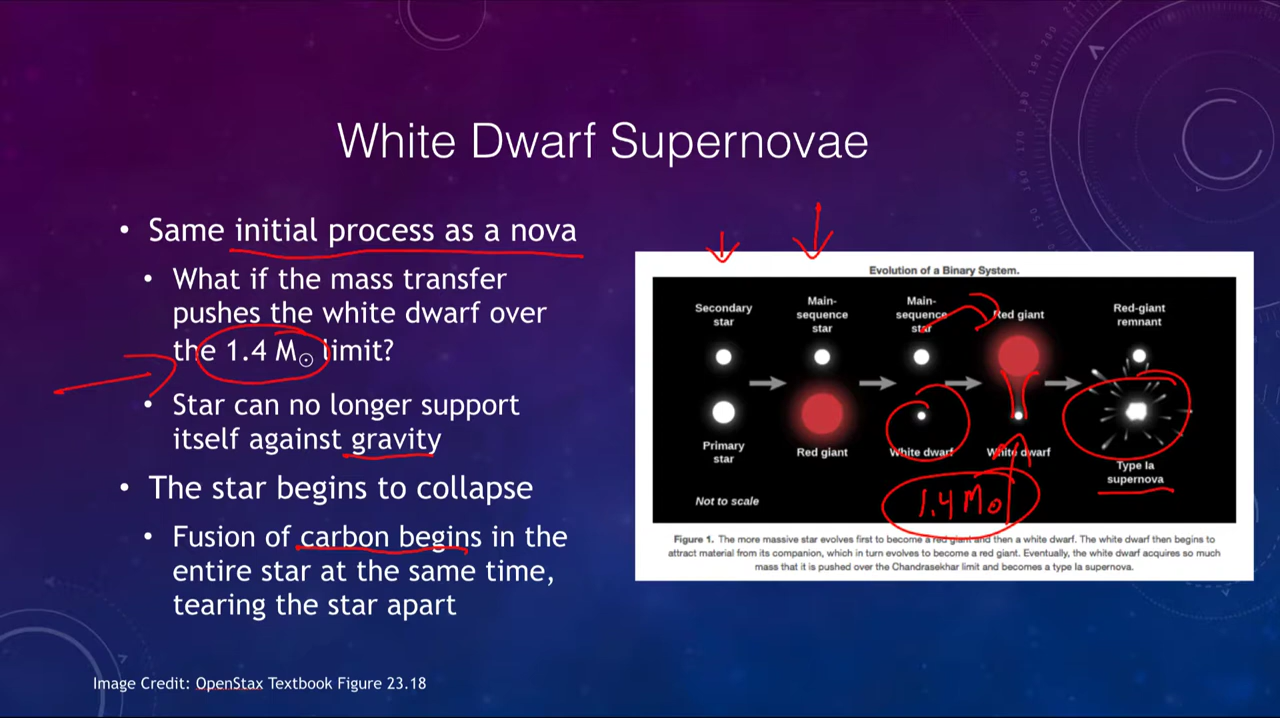 White Dwarf Supernovae
• Same initial process as a nova
• What if the mass transfer
pushes the white dwarf over
the 1.4 M☉ limit?
• Star can no longer support
itself against gravity
• The star begins to collapse
• Fusion of carbon begins in the
entire star at the same time,
tearing the star apart
Evolution of a Binary System.
Secondary
star
Main-
sequence
star
Main-
sequence
star
Red giant
Red-giant
remnant
Primary
star
Red giant
White dwarf
White dwarf
Type Ia
supernova
Not to scale
1.4 M☉
Figure 1. The more massive star evolves first to become a red giant and then a white dwarf. The white dwarf then begins to
attract material from its companion, which in turn evolves to become a red giant. Eventually, the white dwarf acquires so much
mass that it is pushed over the Chandrasekhar limit and becomes a type Ia supernova.
Image Credit: OpenStax Textbook Figure 23.18